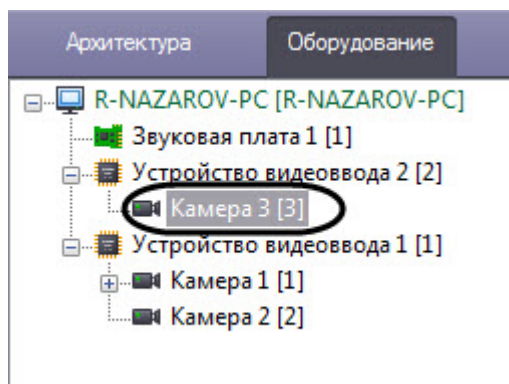 Архитектура Оборудование
R-NAZAROV-PC [R-NAZAROV-PC]
Звуковая плата 1 [1]
Устройство видеоввода 2 [2]
Камера 3 [3]
Устройство видеоввода 1 [1]
Камера 1 [1]
Камера 2 [2]